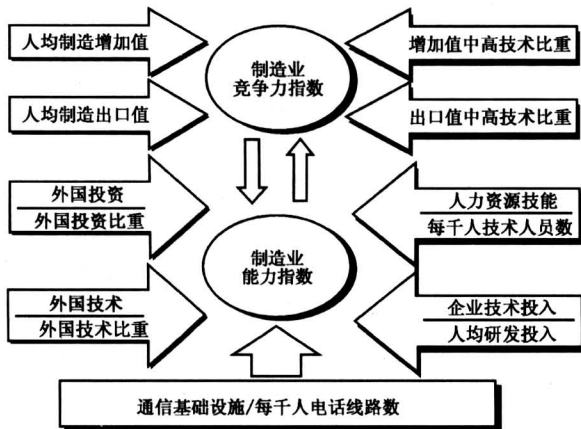 人均制造增加值
制造业
竞争力指数
增加值中高技术比重
人均制造出口值
出口值中高技术比重
外国投资
外国投资比重
人力资源技能
每千人技术人员数
制造业
能力指数
外国技术
外国技术比重
企业技术投入
人均研发投入
通信基础设施/每千人电话线路数